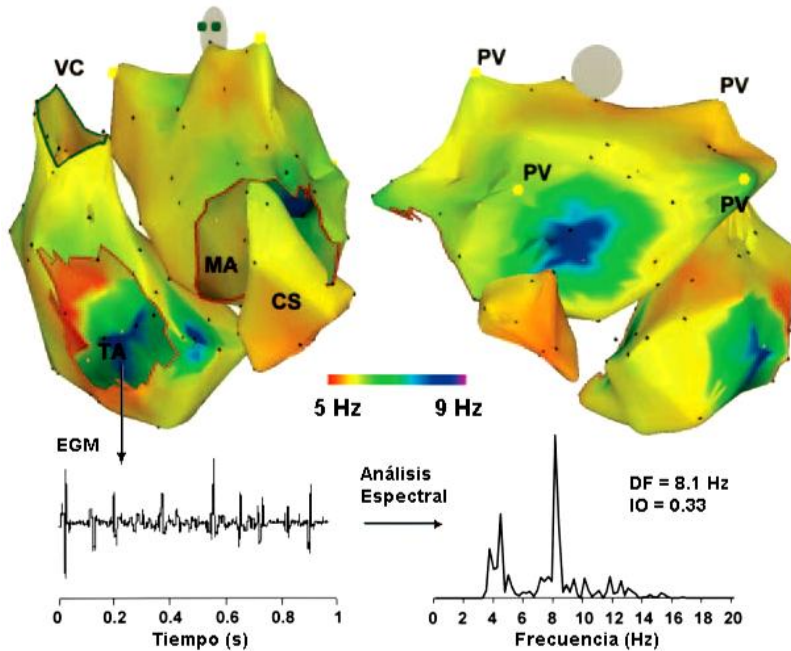 VC
PV
PV
PV
PV
MA
CS
TA
5 Hz
9 Hz
EGM
Análisis
Espectral
DF = 8.1 Hz
IO = 0.33
0
0.2
0.4
0.6
0.8
1
Tiempo (s)
0 2 4 6 8 10 12 14 16 18 20
Frecuencia (Hz)